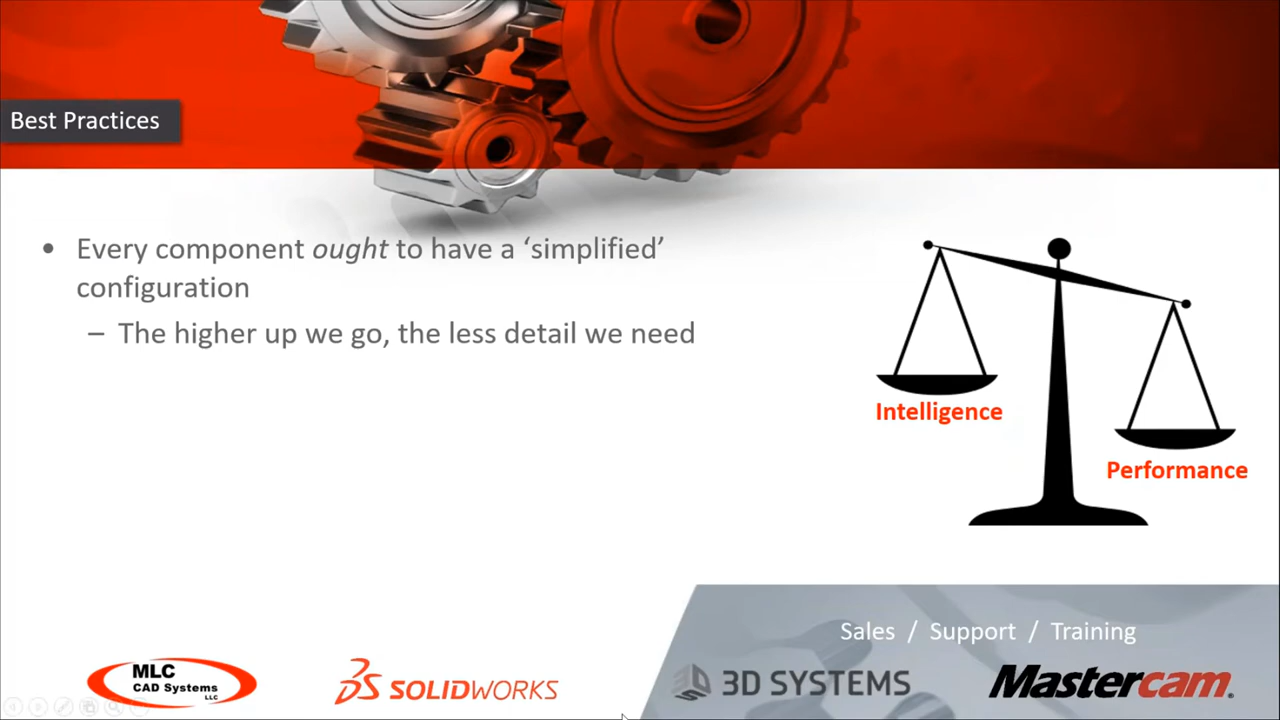 Best Practices
• Every component ought to have a ‘simplified’
configuration
– The higher up we go, the less detail we need
Intelligence
Performance
Sales / Support / Training
MLC
CAD Systems
LLC
SOLIDWORKS
3D SYSTEMS
Mastercam.